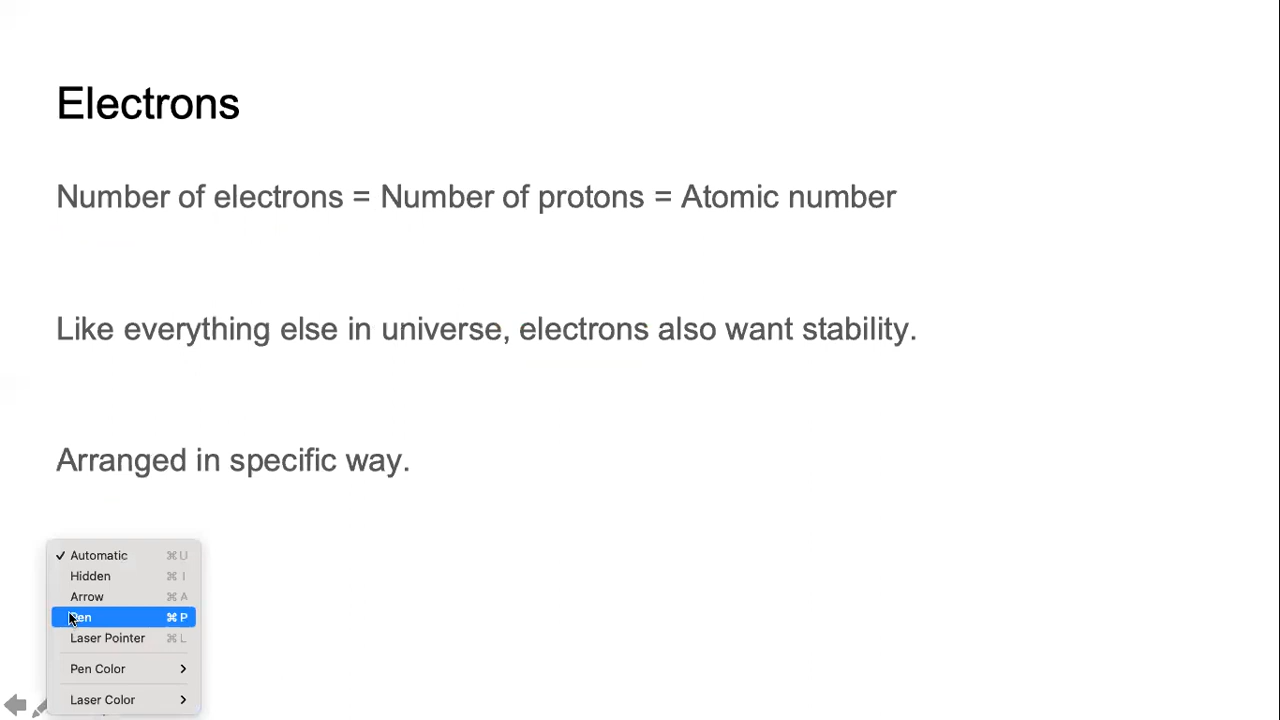 Electrons
Number of electrons = Number of protons = Atomic number
Like everything else in universe, electrons also want stability.
Arranged in specific way.
✓ Automatic ⌘ U
Hidden ⌘ I
Arrow ⌘ A
Pen ⌘ P
Laser Pointer ⌘ L
Pen Color >
Laser Color >